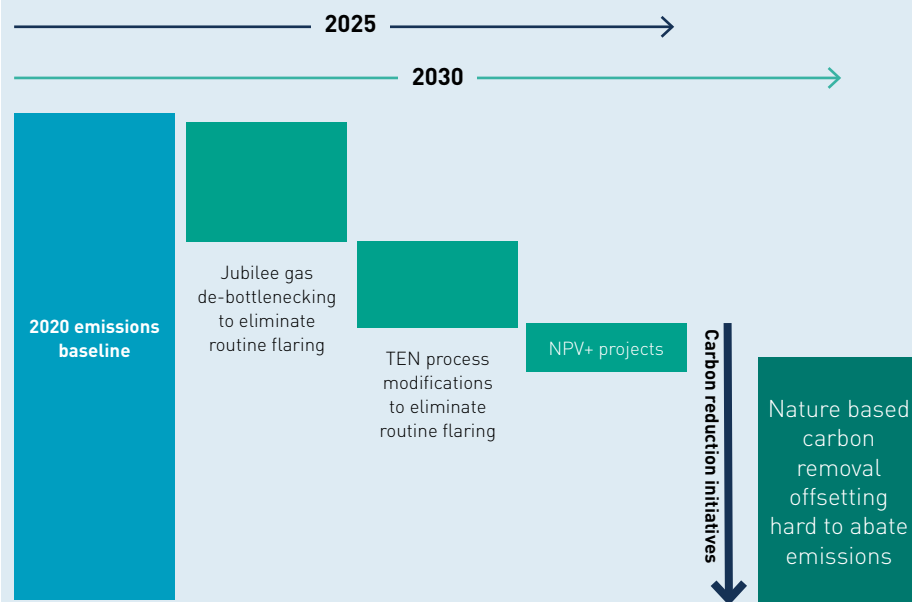 2025
2030
2020 emissions
baseline
Jubilee gas
de-bottlenecking
to eliminate
routine flaring
TEN process
modifications
to eliminate
routine flaring
NPV+ projects
Carbon reduction initiatives
Nature based
carbon
removal
offsetting
hard to abate
emissions